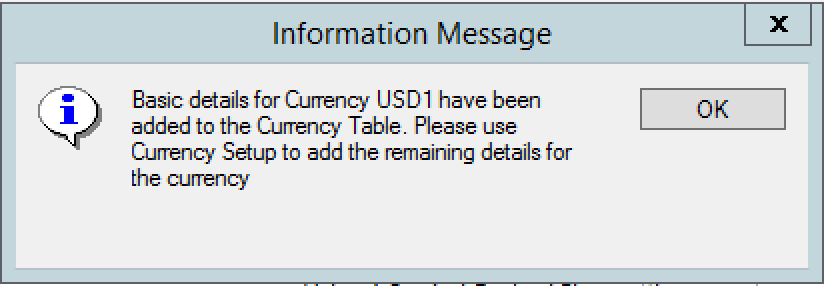 Information Message
x
Basic details for Currency USD1 have been
added to the Currency Table. Please use
Currency Setup to add the remaining details for
the currency
OK